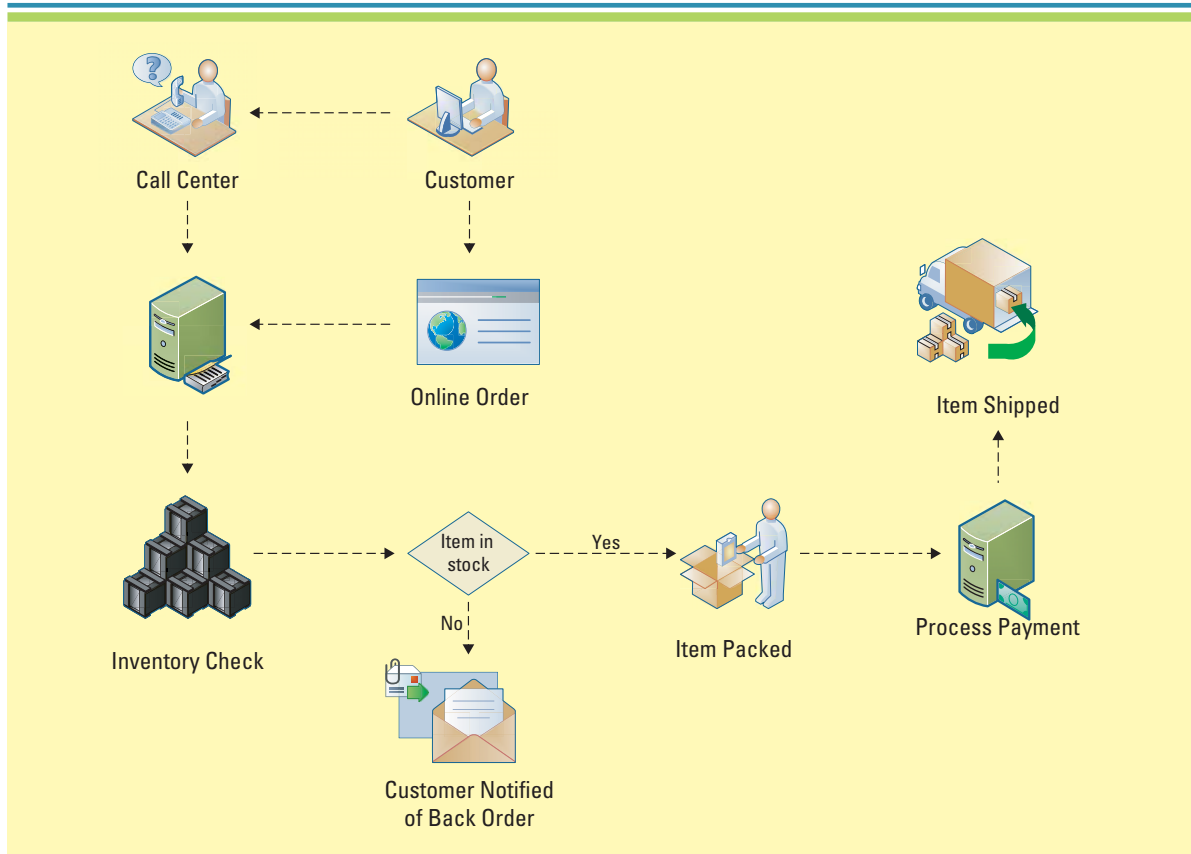 Call Center
Customer
Online Order
Item Shipped
Item in
stock
Yes
No
Inventory Check
Item Packed
Process Payment
Customer Notified
of Back Order